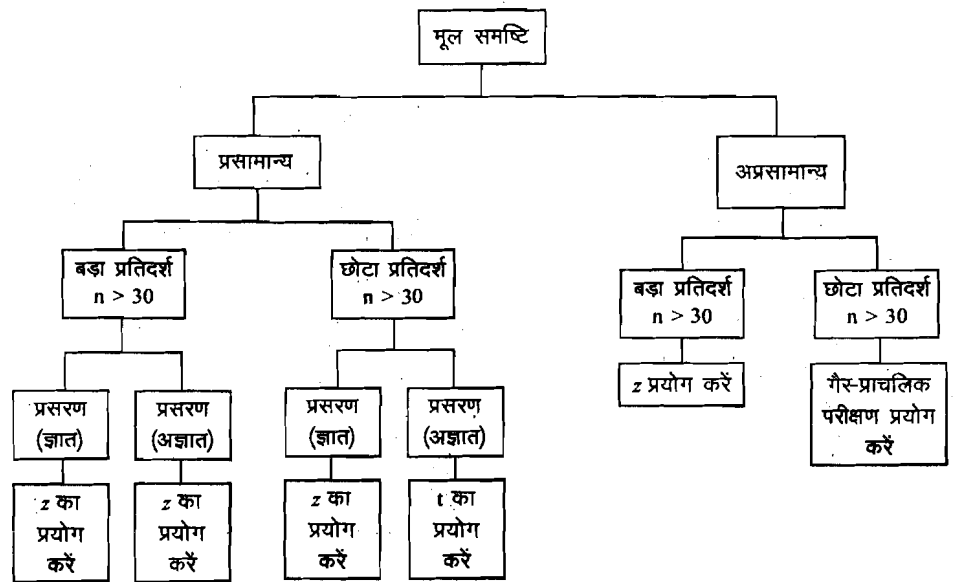 मूल समष्टि
प्रसामान्य
अप्रसामान्य
बड़ा प्रतिदर्श
n > 30
छोटा प्रतिदर्श
n > 30
बड़ा प्रतिदर्श
n > 30
छोटा प्रतिदर्श
n > 30
प्रसरण
(ज्ञात)
प्रसरण
(अज्ञात)
प्रसरण
(ज्ञात)
प्रसरण
(अज्ञात)
z प्रयोग करें
गैर-प्राचलिक
परीक्षण प्रयोग
करें
z का
प्रयोग
करें
z का
प्रयोग
करें
z का
प्रयोग
करें
t का
प्रयोग
करें